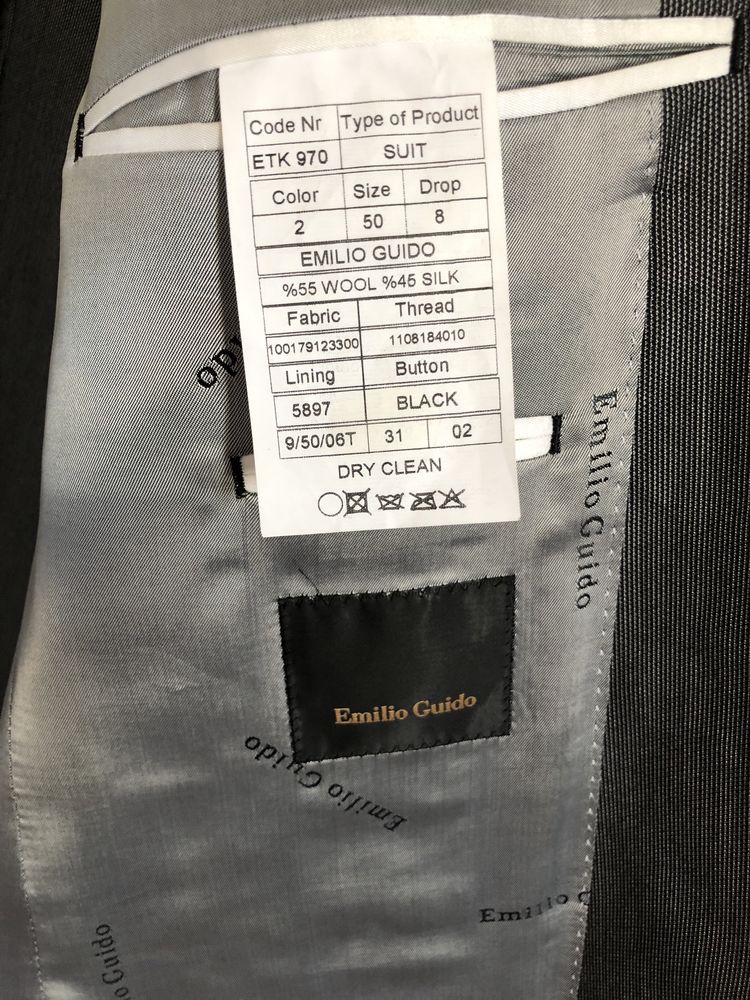 Code Nr Type of Product
ETK 970 SUIT
Color Size Drop
2 50 8
EMILIO GUIDO
%55 WOOL %45 SILK
Fabric Thread
100179123300 1108184010
Lining Button
5897 BLACK
9/50/06T 31 02
DRY CLEAN
Emilio Guido
Emilio Guido
Emilio Guido
Emilio
Guido